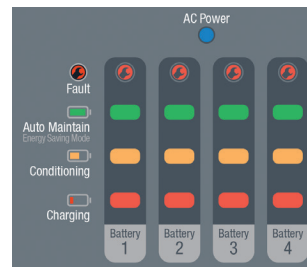 AC Power
Fault
Auto Maintain
Energy Saving Mode
Conditioning
Charging
Battery 1
Battery 2
Battery 3
Battery 4